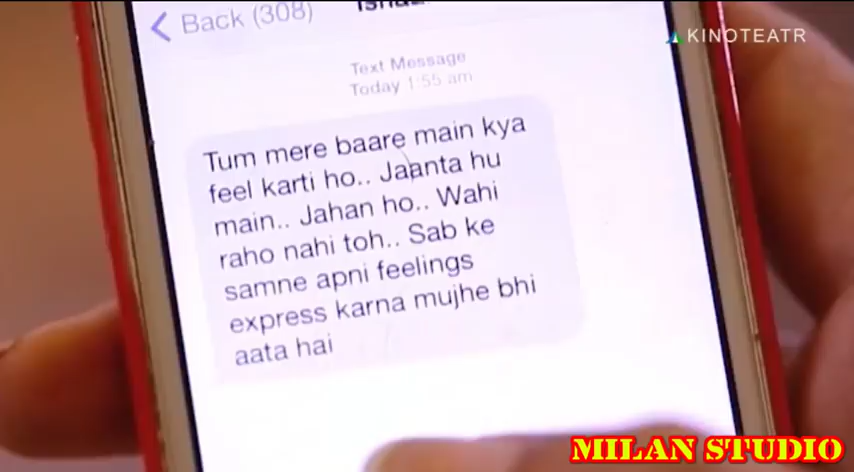 Back (308)
KINOTEATR
Text Message
Today 1:55 am
Tum mere baare main kya
feel karti ho.. Jaanta hu
main.. Jahan ho.. Wahi
raho nahi toh.. Sab ke
samne apni feelings
express karna mujhe bhi
aata hai
MILAN STUDIO